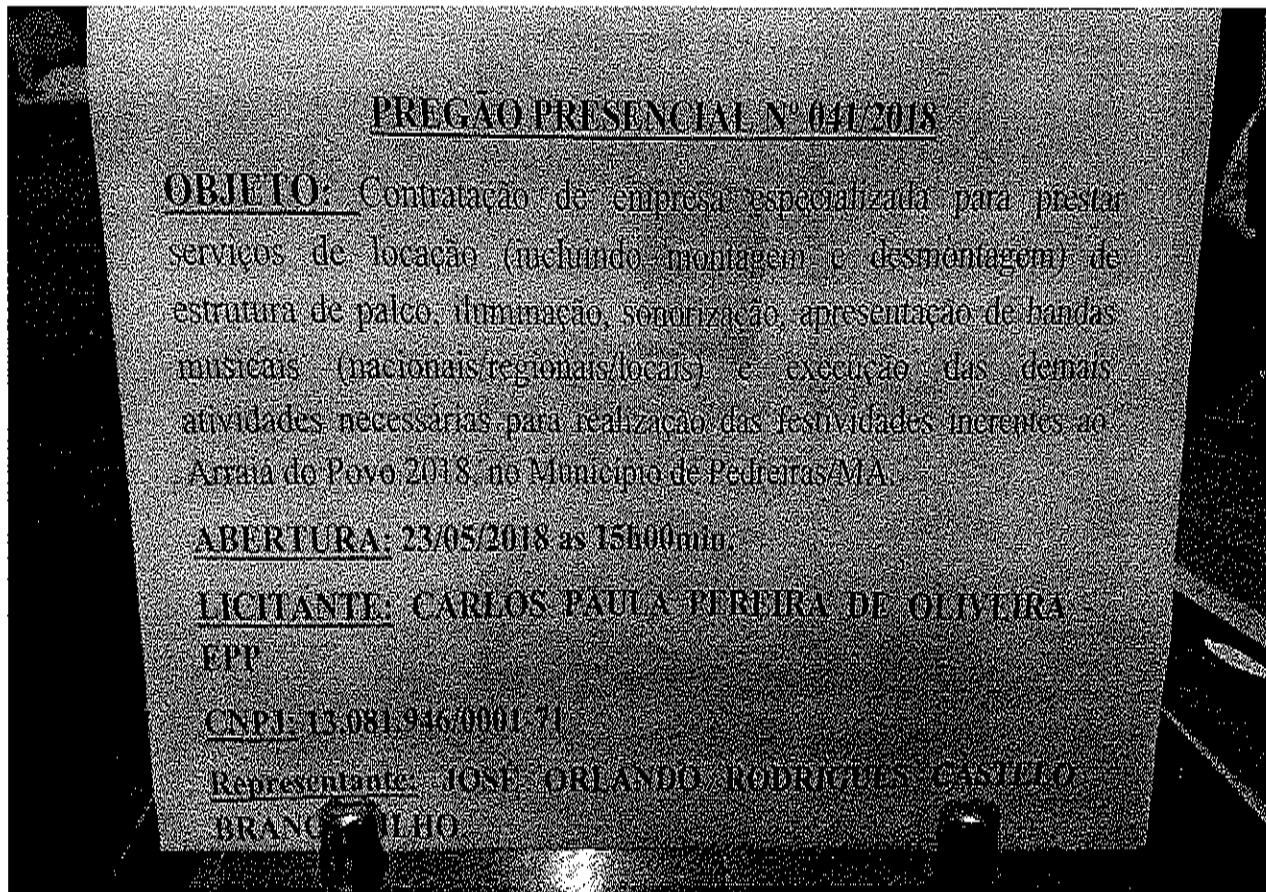 PREGÃO PRESENCIAL Nº 041/2018
OBJETO: Contratação de empresa especializada para prestar
serviços de locação (incluindo montagem e desmontagem) de
estrutura de palco, iluminação, sonorização, apresentação de bandas
musicais (nacionais/regionais/locais) e execução das demais
atividades necessárias para realização das festividades inerentes ao
Arraiá do Povo 2018, no Município de Pedreiras/MA.
ABERTURA: 23/05/2018 as 15h00min.
LICITANTE: CARLOS PAULA PEREIRA DE OLIVEIRA -
EPP
CNPJ: 13.081.946/0001-71
Representante: JOSÉ ORLANDO RODRIGUES CASTELO